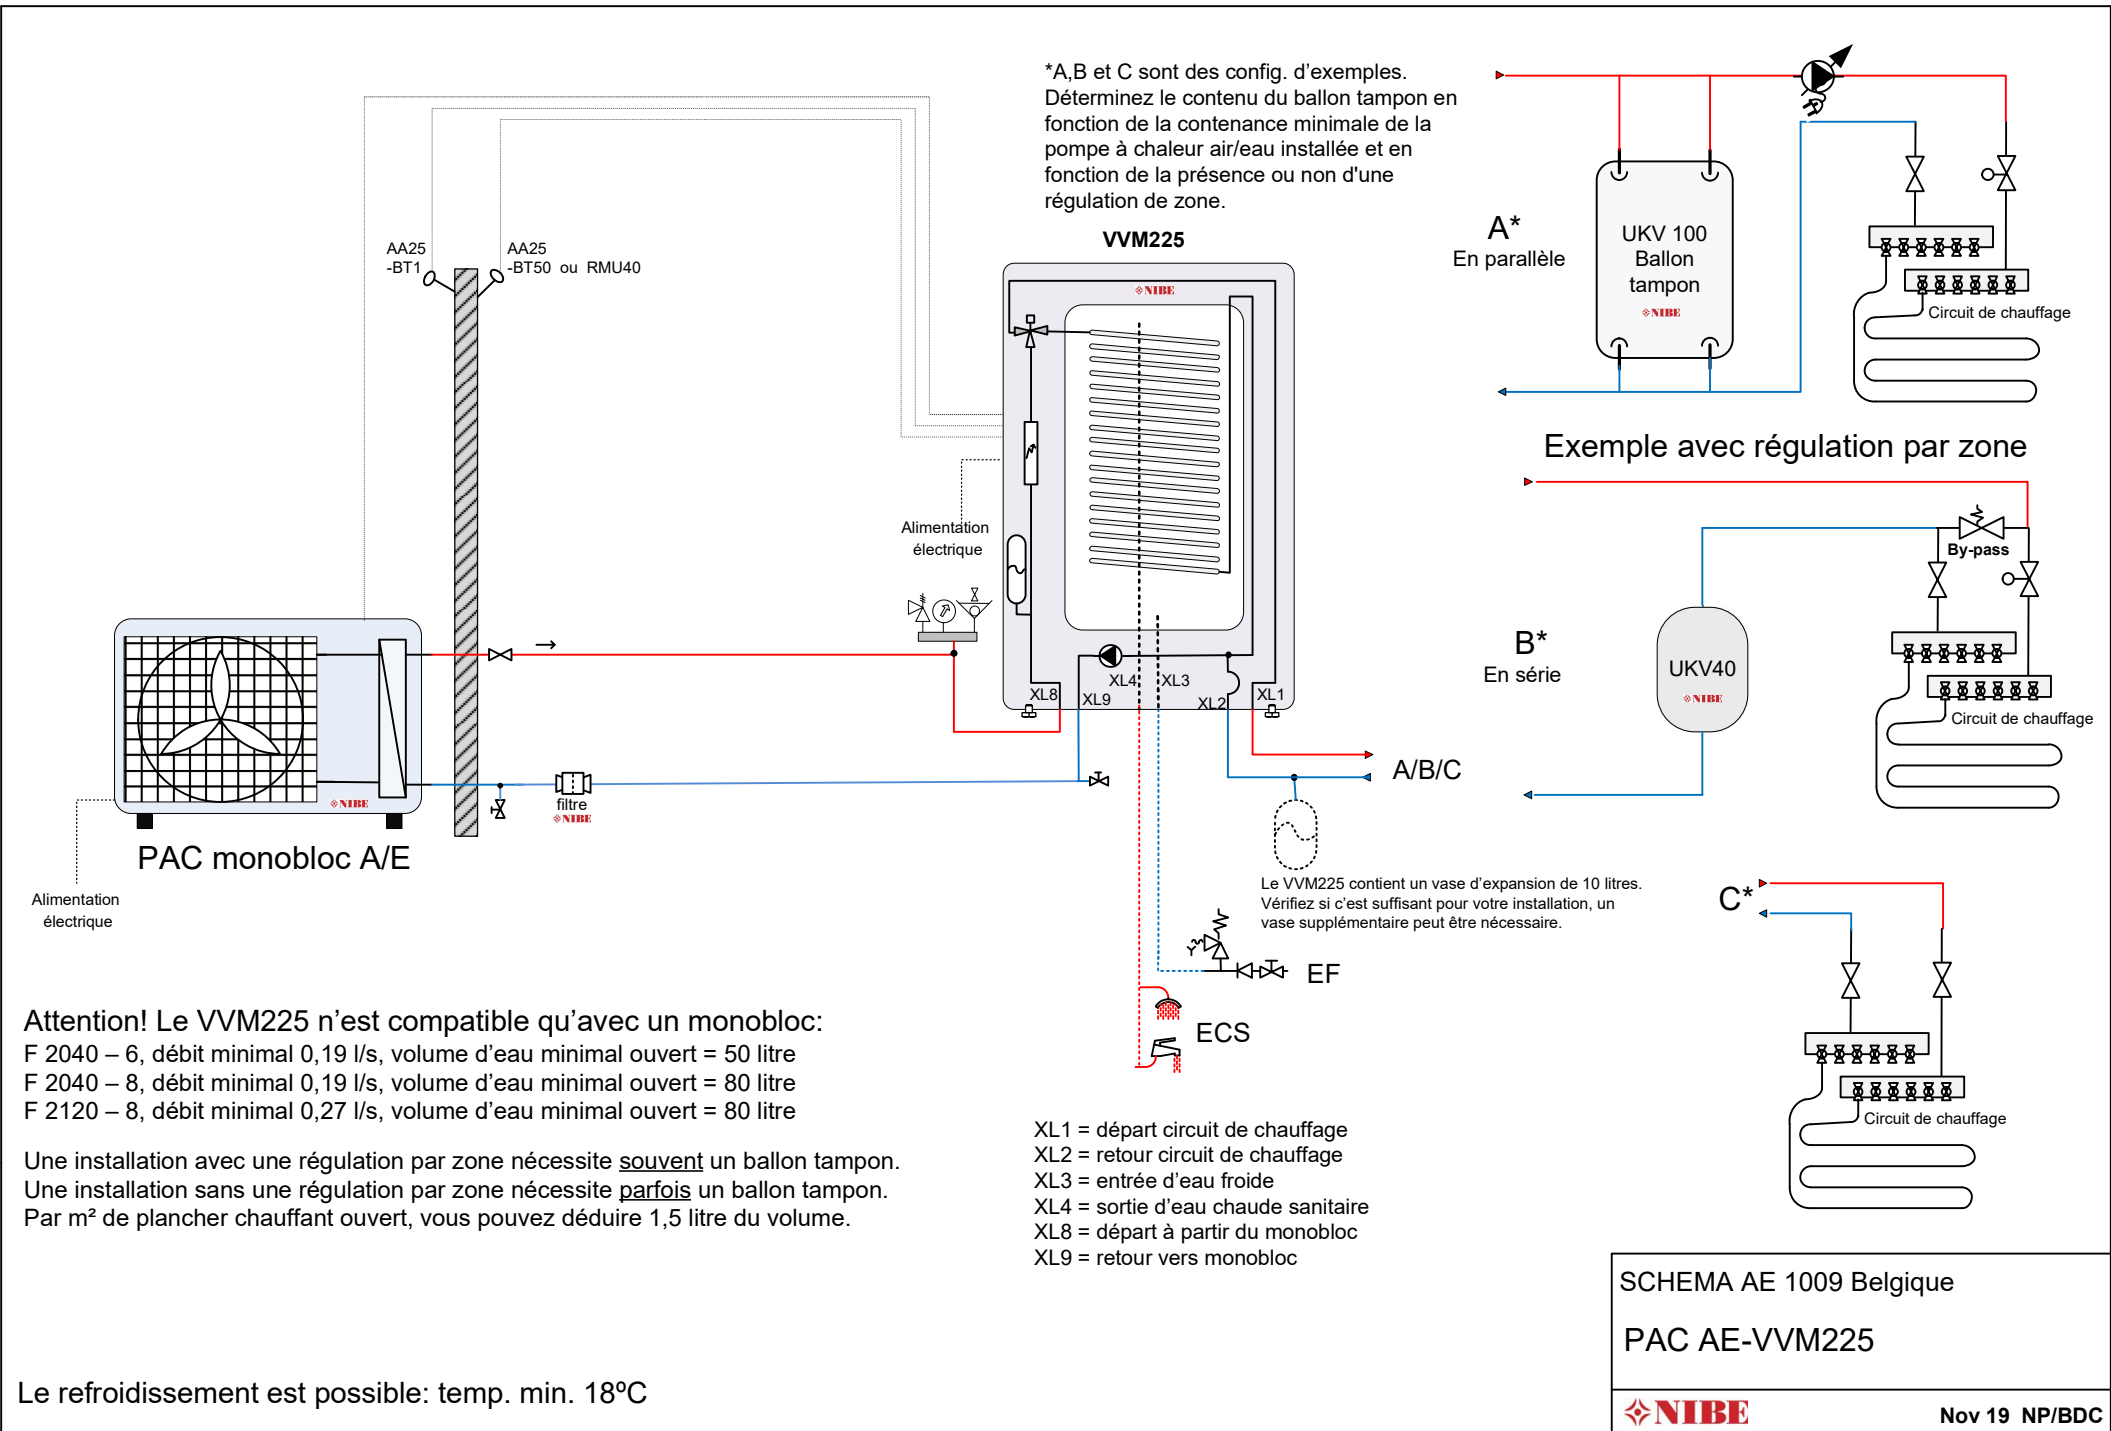 *A,B et C sont des config. d'exemples.
Déterminez le contenu du ballon tampon en
fonction de la contenance minimale de la
pompe à chaleur air/eau installée et en
fonction de la présence ou non d'une
régulation de zone.
VVM225
NIBE
AA25
-BT1
AA25
-BT50 ou RMU40
Alimentation
électrique
XL8
XL9
XL4
XL3
XL2
XL1
A/B/C
filtre
NIBE
NIBE
PAC monobloc A/E
Alimentation
électrique
Le VVM225 contient un vase d'expansion de 10 litres.
Vérifiez si c'est suffisant pour votre installation, un
vase supplémentaire peut être nécessaire.
EF
ECS
A*
En parallèle
UKV 100
Ballon
tampon
NIBE
Circuit de chauffage
Exemple avec régulation par zone
By-pass
B*
En série
UKV40
NIBE
Circuit de chauffage
C*
Circuit de chauffage
Attention! Le VVM225 n'est compatible qu'avec un monobloc:
F 2040 – 6, débit minimal 0,19 l/s, volume d'eau minimal ouvert = 50 litre
F 2040 – 8, débit minimal 0,19 l/s, volume d'eau minimal ouvert = 80 litre
F 2120 – 8, débit minimal 0,27 l/s, volume d'eau minimal ouvert = 80 litre
Une installation avec une régulation par zone nécessite souvent un ballon tampon.
Une installation sans une régulation par zone nécessite parfois un ballon tampon.
Par m² de plancher chauffant ouvert, vous pouvez déduire 1,5 litre du volume.
XL1 = départ circuit de chauffage
XL2 = retour circuit de chauffage
XL3 = entrée d'eau froide
XL4 = sortie d'eau chaude sanitaire
XL8 = départ à partir du monobloc
XL9 = retour vers monobloc
Le refroidissement est possible: temp. min. 18ºC
SCHEMA AE 1009 Belgique
PAC AE-VVM225
NIBE
Nov 19 NP/BDC